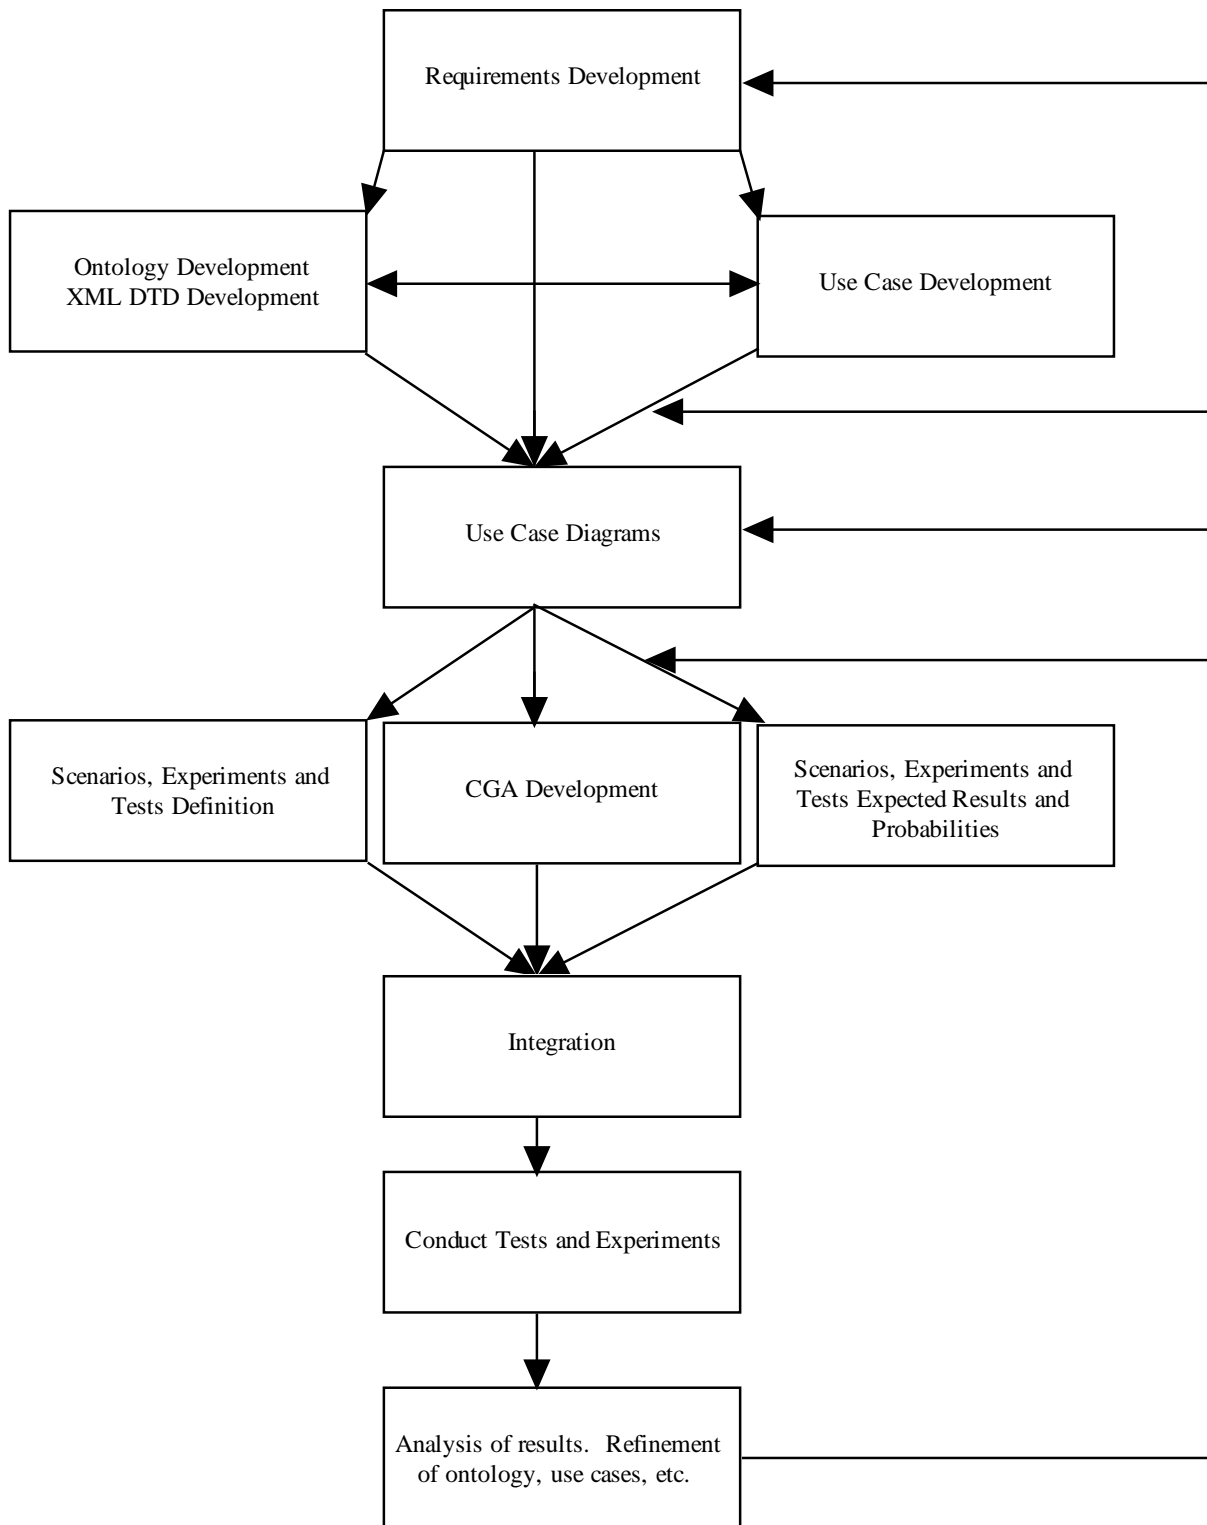 Requirements Development
Ontology Development
XML DTD Development
Use Case Development
Use Case Diagrams
Scenarios, Experiments and
Tests Definition
CGA Development
Scenarios, Experiments and
Tests Expected Results and
Probabilities
Integration
Conduct Tests and Experiments
Analysis of results. Refinement
of ontology, use cases, etc.